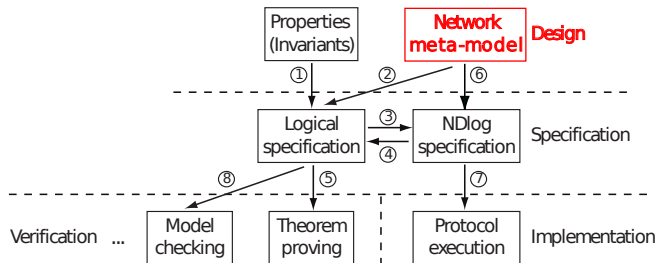 Properties
(Invariants)
Network
meta-model
Design
①
②
⑥
Logical
specification
③
④
NDlog
specification
Specification
⑧
⑤
⑦
Verification ...
Model
checking
Theorem
proving
Protocol
execution
Implementation